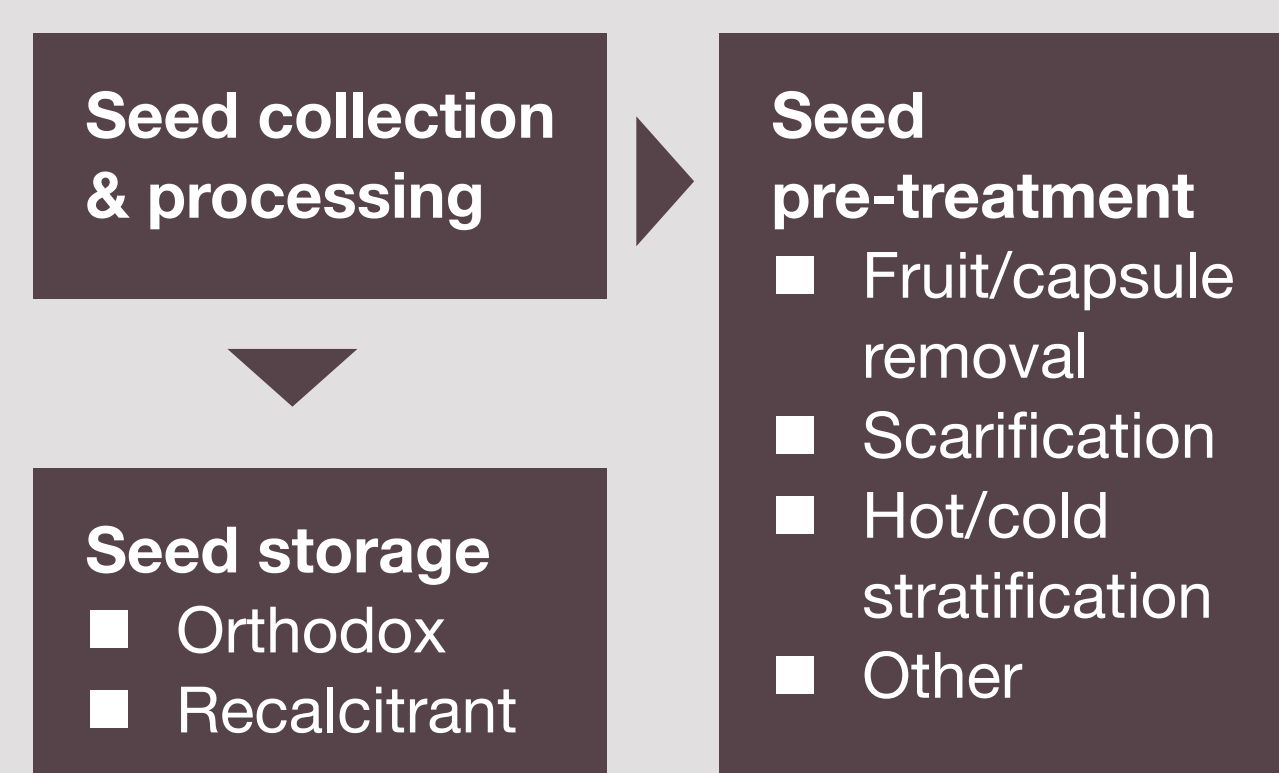 Seed collection
& processing
Seed storage
Orthodox
Recalcitrant
Seed
pre-treatment
Fruit/capsule
removal
Scarification
Hot/cold
stratification
Other